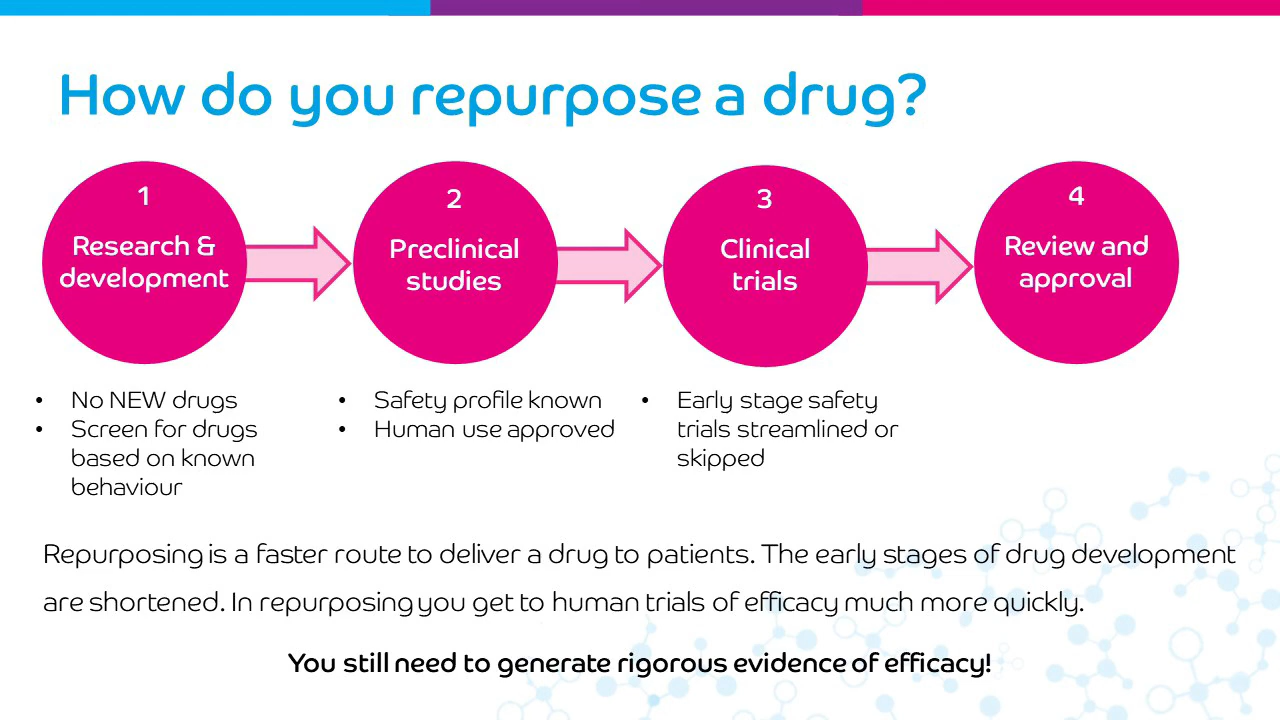 How do you repurpose a drug?
1
Research &
development
2
Preclinical
studies
3
Clinical
trials
4
Review and
approval
• No NEW drugs
• Screen for drugs
based on known
behaviour
• Safety profile known
• Human use approved
• Early stage safety
trials streamlined or
skipped
Repurposing is a faster route to deliver a drug to patients. The early stages of drug development
are shortened. In repurposing you get to human trials of efficacy much more quickly.
You still need to generate rigorous evidence of efficacy!